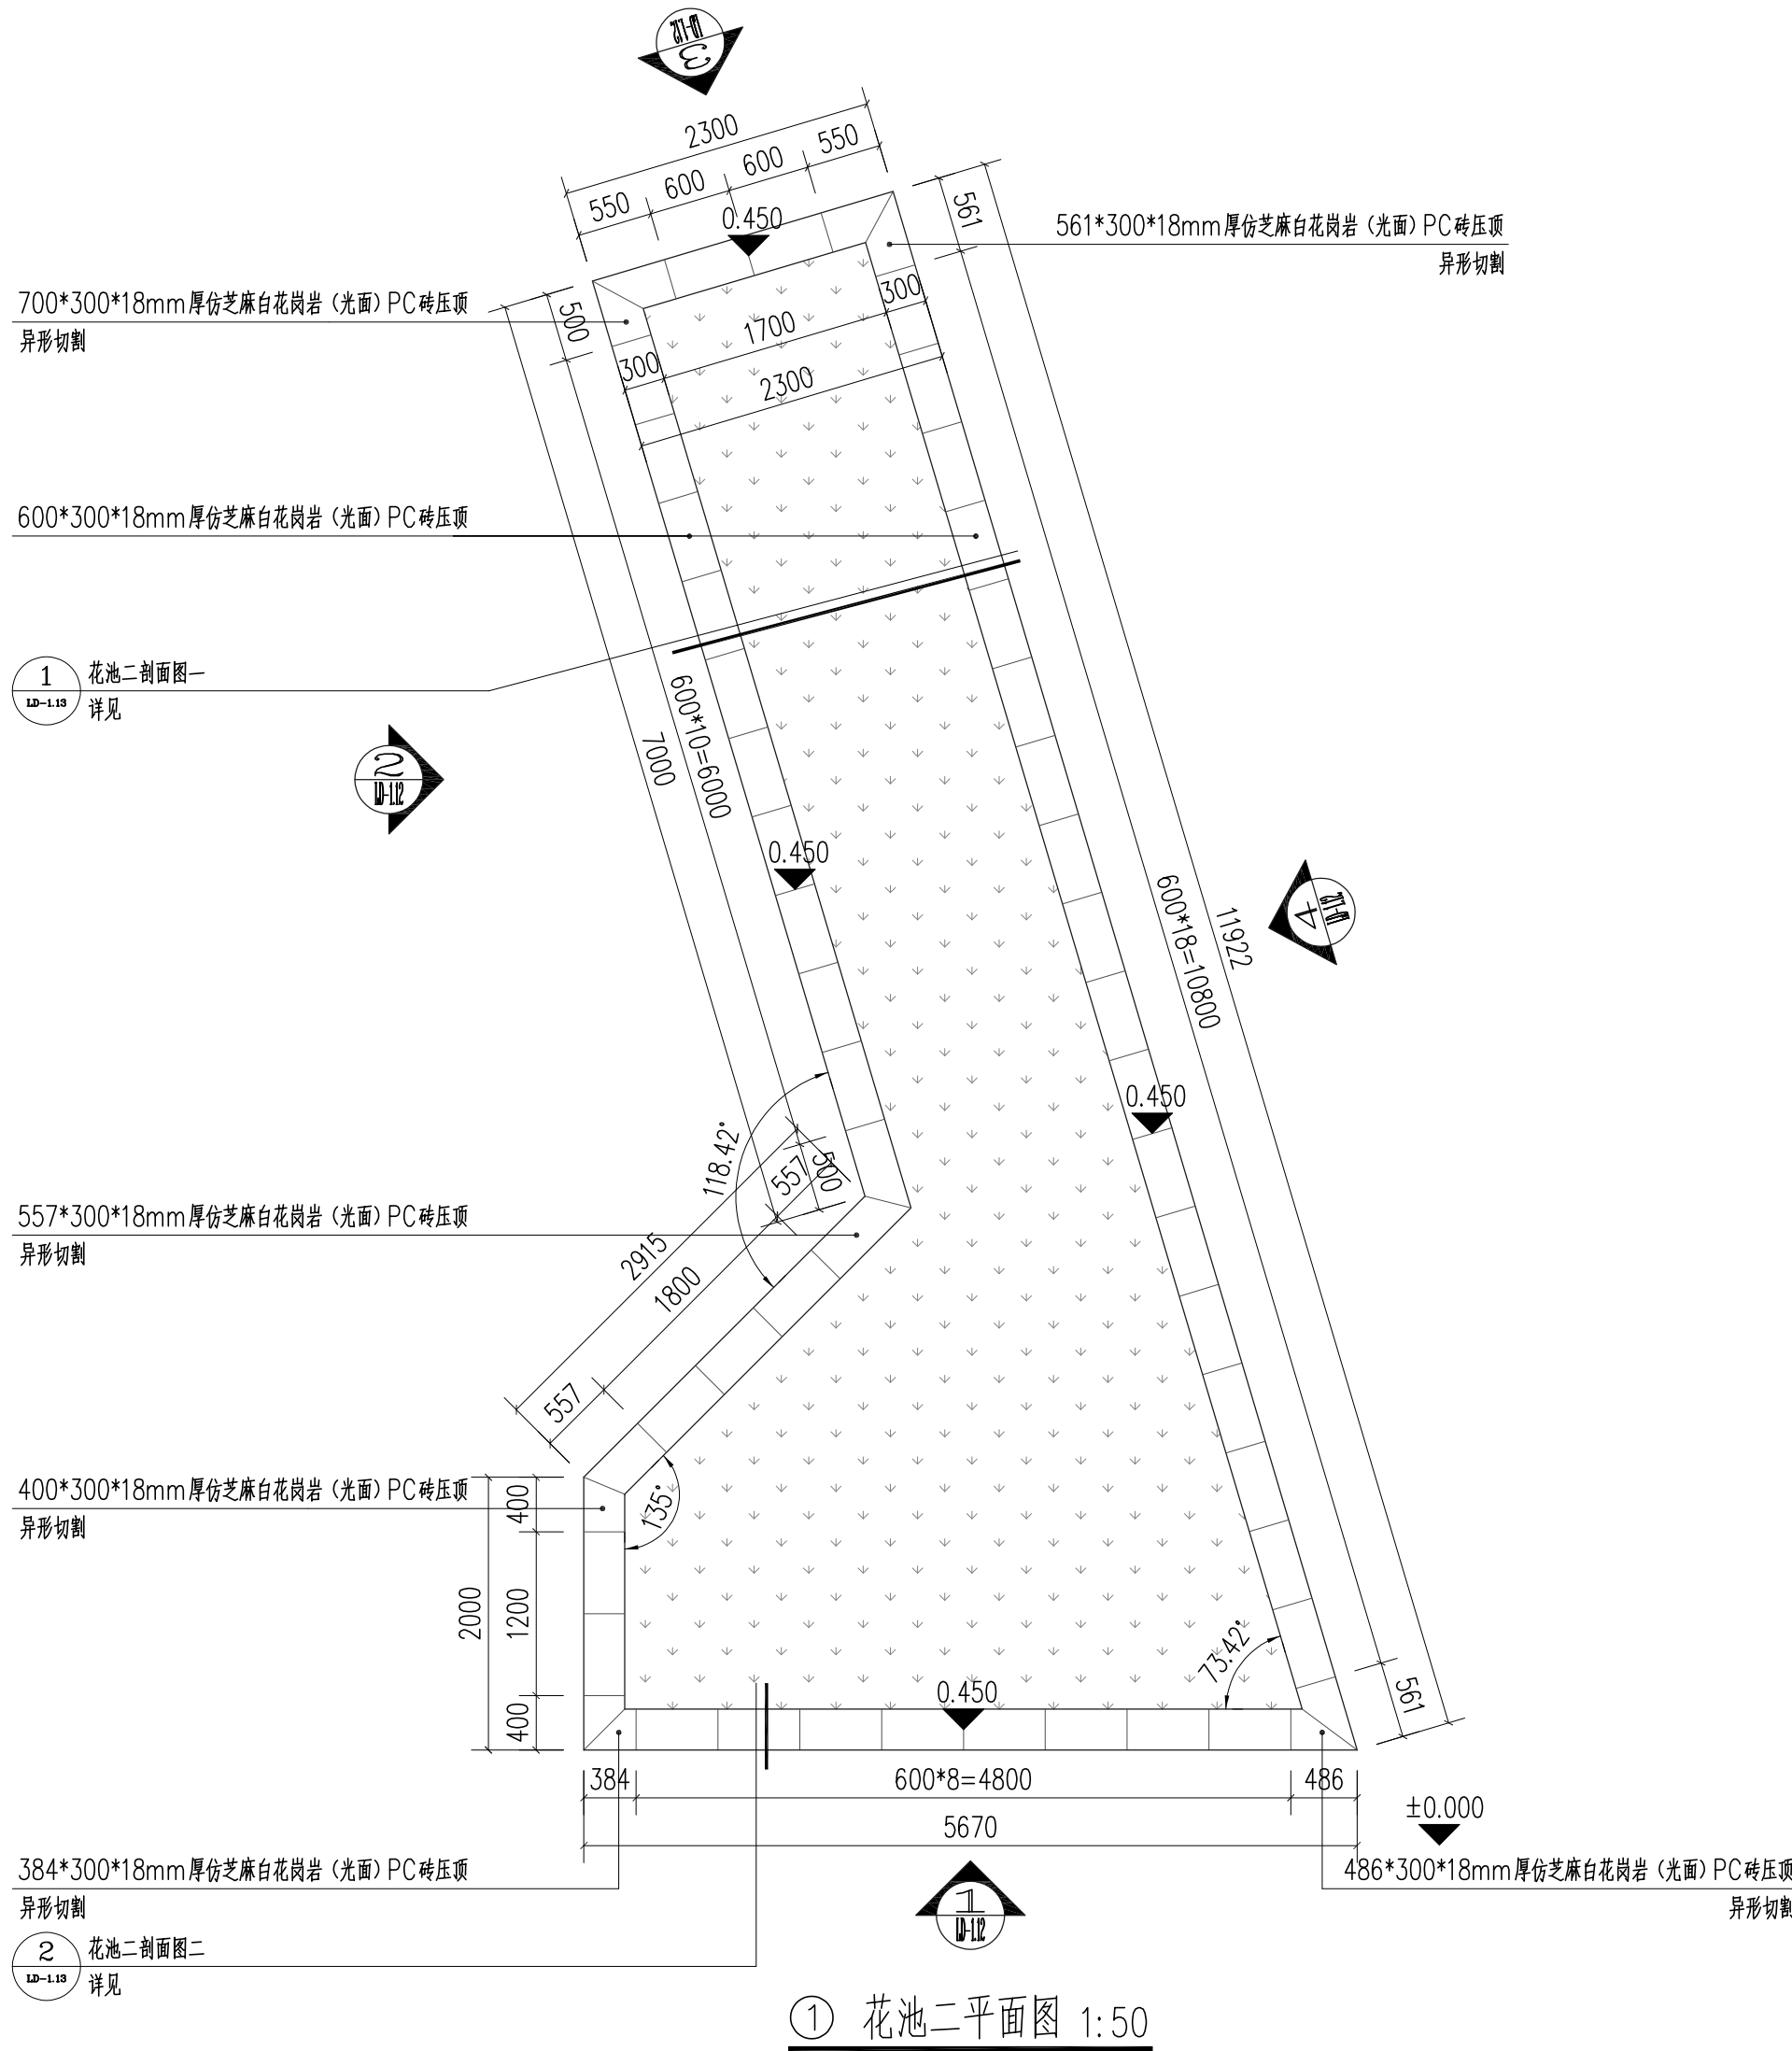 3
LD-1.12
2300
550
600
600
550
0.450
561
561*300*18mm厚仿芝麻白花岗岩（光面）PC砖压顶
异形切割
700*300*18mm厚仿芝麻白花岗岩（光面）PC砖压顶
异形切割
500
300
1700
300
2300
600*300*18mm厚仿芝麻白花岗岩（光面）PC砖压顶
1
LD-1.13
花池二剖面图一
详见
2
LD-1.12
7000
600*10=6000
0.450
4
LD-1.12
600*18=10800
11922
0.450
118.42°
557
500
557*300*18mm厚仿芝麻白花岗岩（光面）PC砖压顶
异形切割
2915
1800
557
400*300*18mm厚仿芝麻白花岗岩（光面）PC砖压顶
异形切割
400
135°
2000
1200
400
73.42°
561
0.450
384
600*8=4800
486
5670
±0.000
384*300*18mm厚仿芝麻白花岗岩（光面）PC砖压顶
异形切割
486*300*18mm厚仿芝麻白花岗岩（光面）PC砖压顶
异形切割
1
LD-1.12
2
LD-1.13
花池二剖面图二
详见
1 花池二平面图 1:50